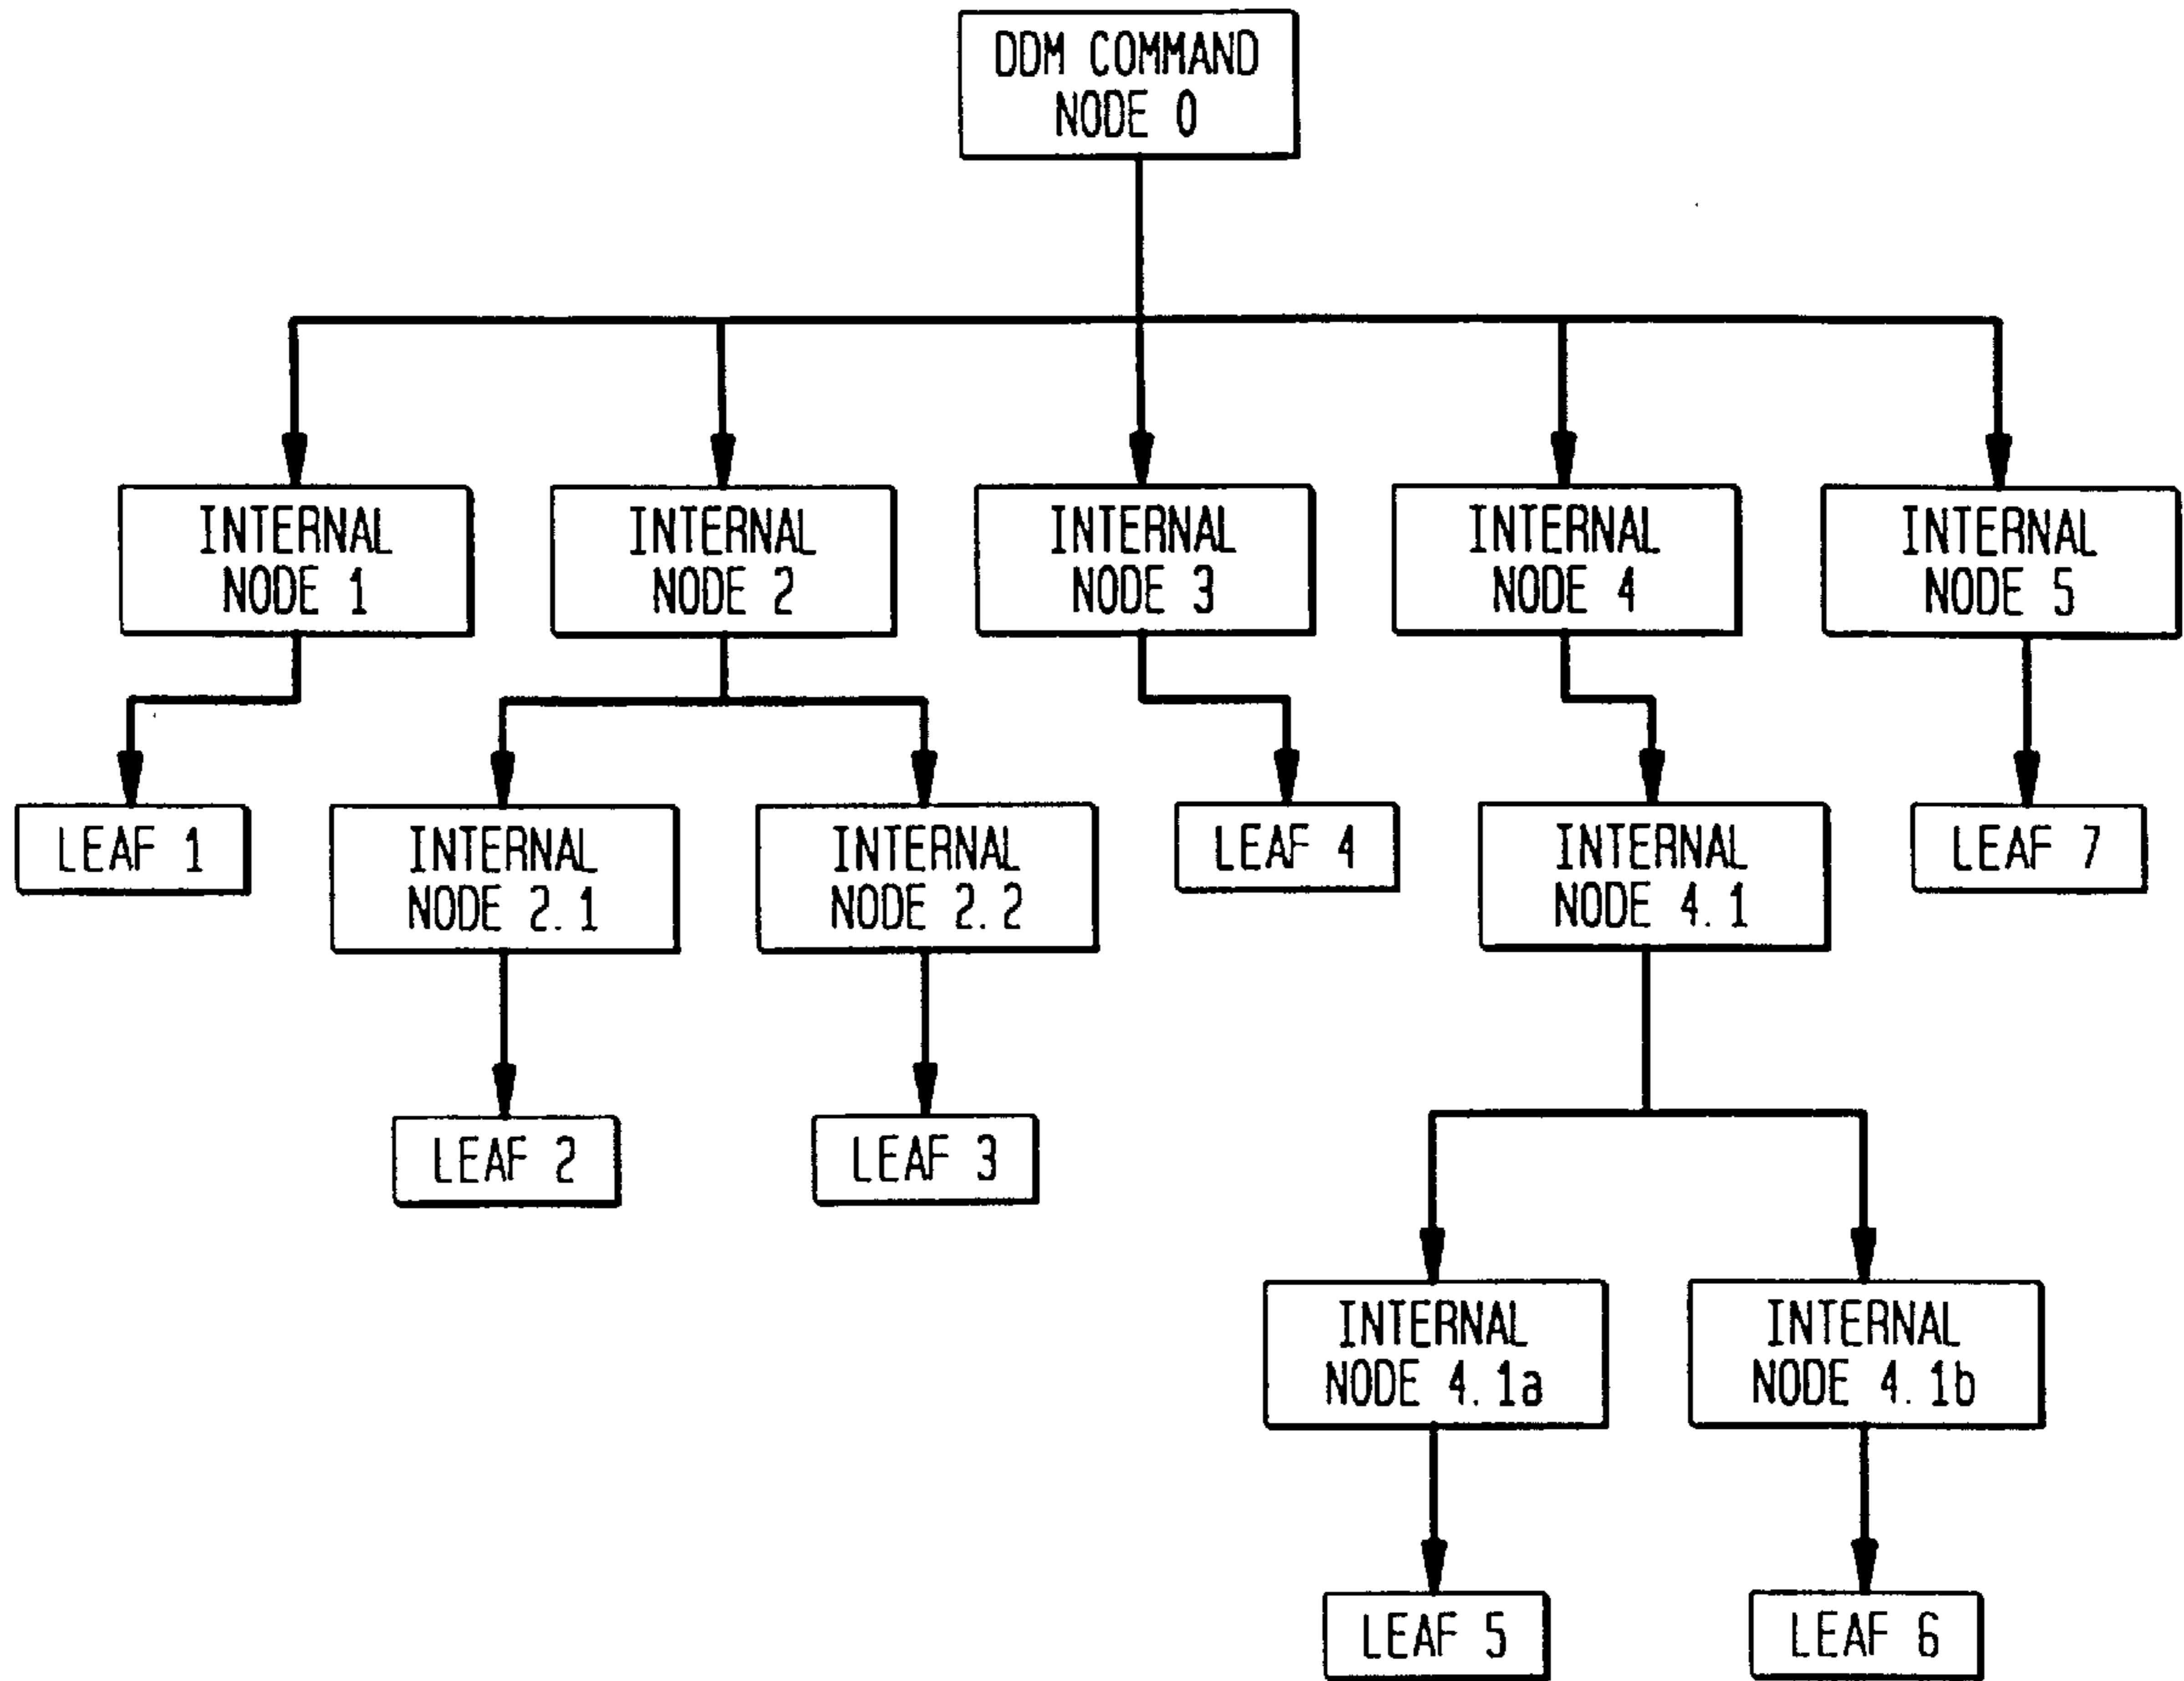 DDM COMMAND
NODE 0
INTERNAL
NODE 1
INTERNAL
NODE 2
INTERNAL
NODE 3
INTERNAL
NODE 4
INTERNAL
NODE 5
LEAF 1
INTERNAL
NODE 2.1
INTERNAL
NODE 2.2
LEAF 4
INTERNAL
NODE 4.1
LEAF 7
LEAF 2
LEAF 3
INTERNAL
NODE 4.1a
INTERNAL
NODE 4.1b
LEAF 5
LEAF 6